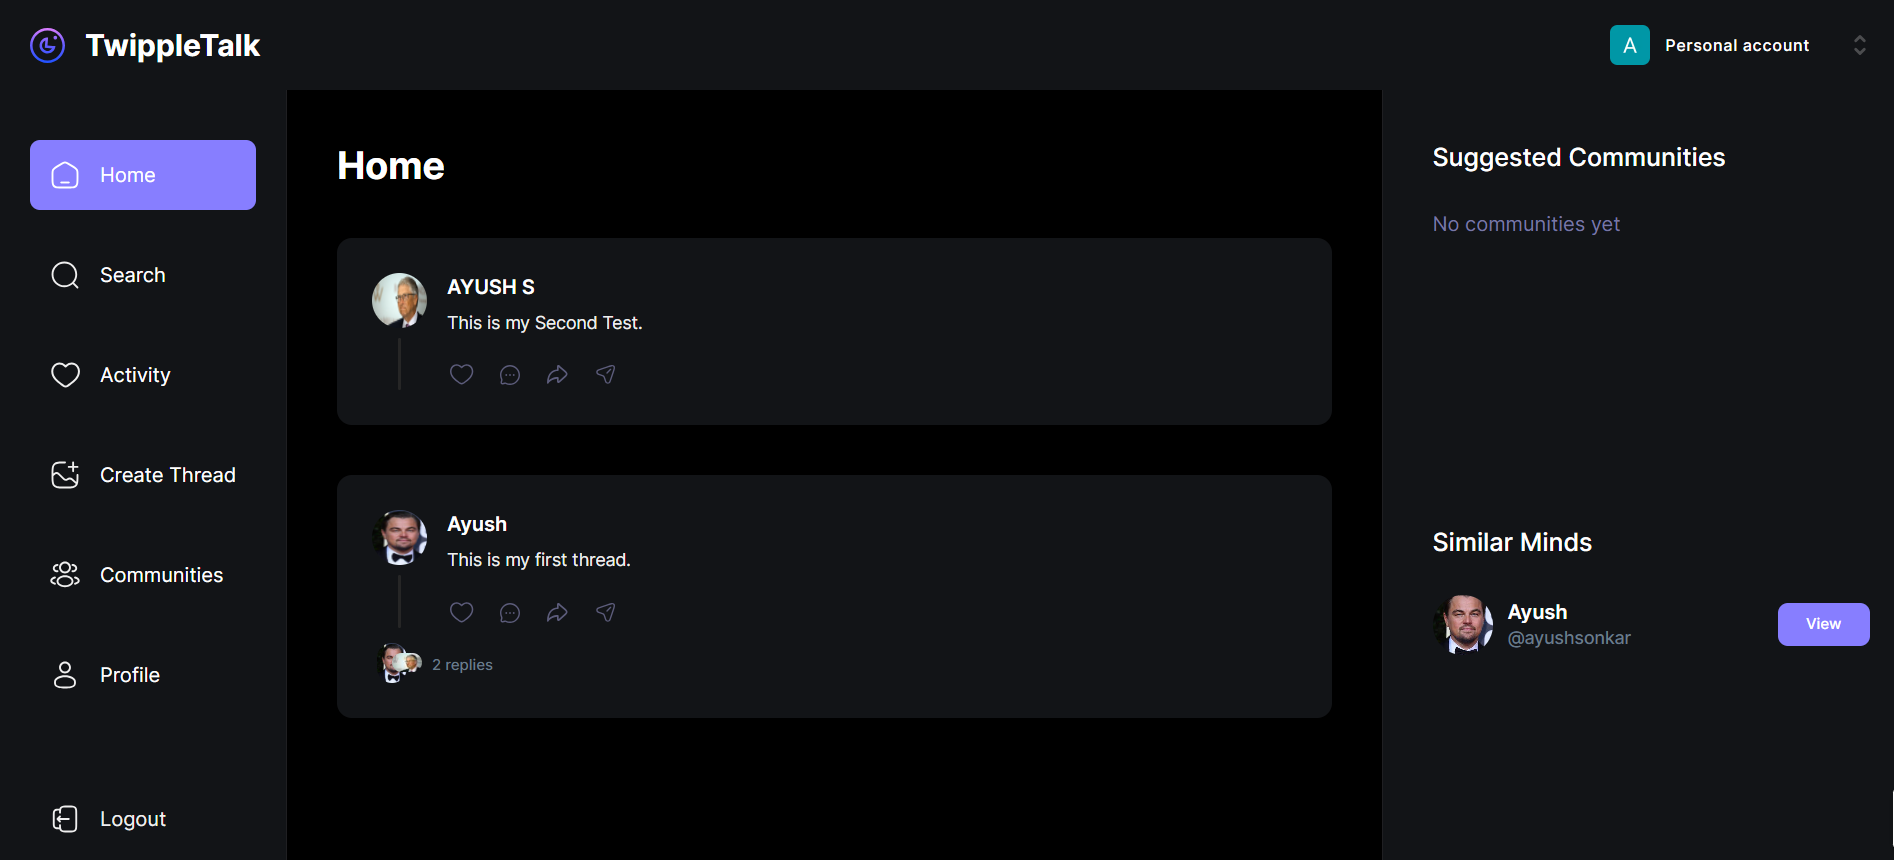 TwippleTalk
A
Personal account
Home
Search
Activity
Create Thread
Communities
Profile
Logout
Home
AYUSH S
This is my Second Test.
Ayush
This is my first thread.
2 replies
Suggested Communities
No communities yet
Similar Minds
Ayush
@ayushsonkar
View